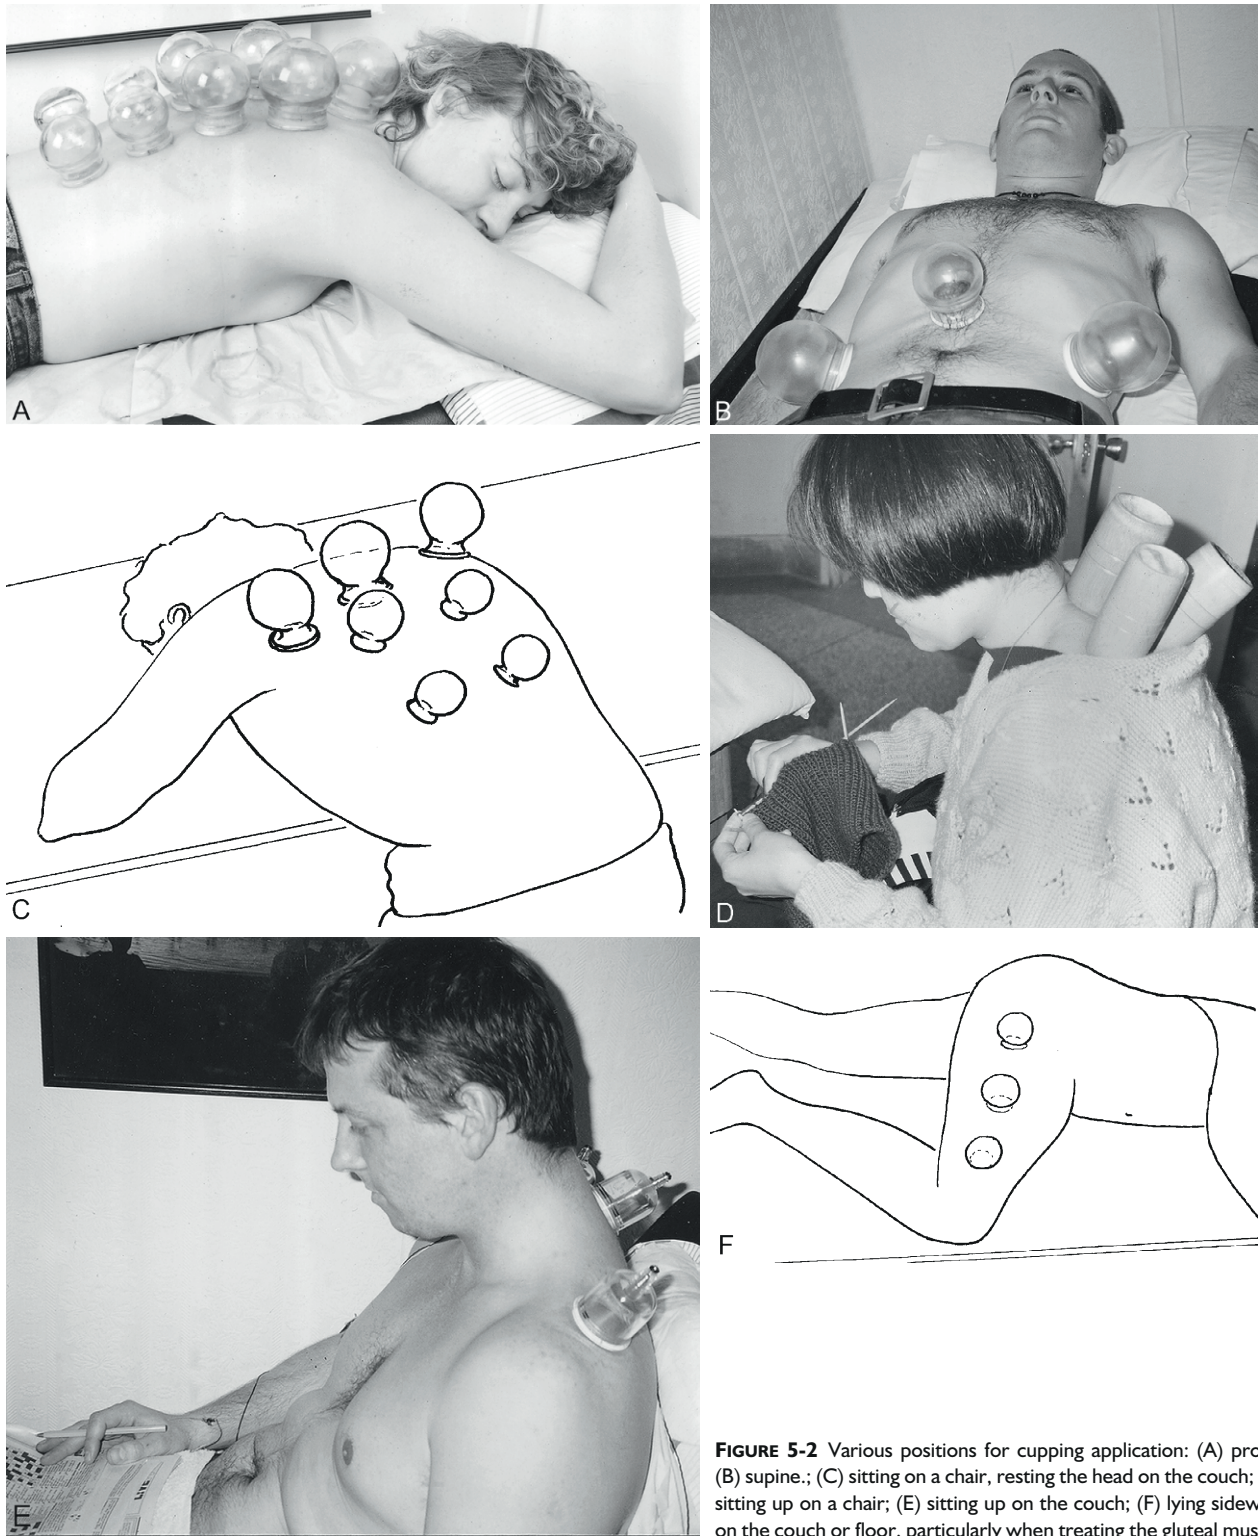 A
B
C
D
E
LIVE
F
FIGURE 5-2 Various positions for cupping application: (A) pro
(B) supine.; (C) sitting on a chair, resting the head on the couch;
sitting up on a chair; (E) sitting up on the couch; (F) lying sidew
on the couch or floor, particularly when treating the gluteal mus